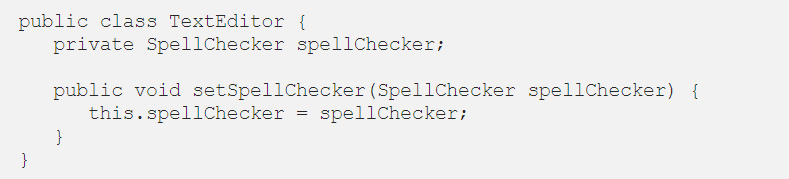 public class TextEditor {
   private SpellChecker spellChecker;

   public void setSpellChecker(SpellChecker spellChecker) {
      this.spellChecker = spellChecker;
   }
}